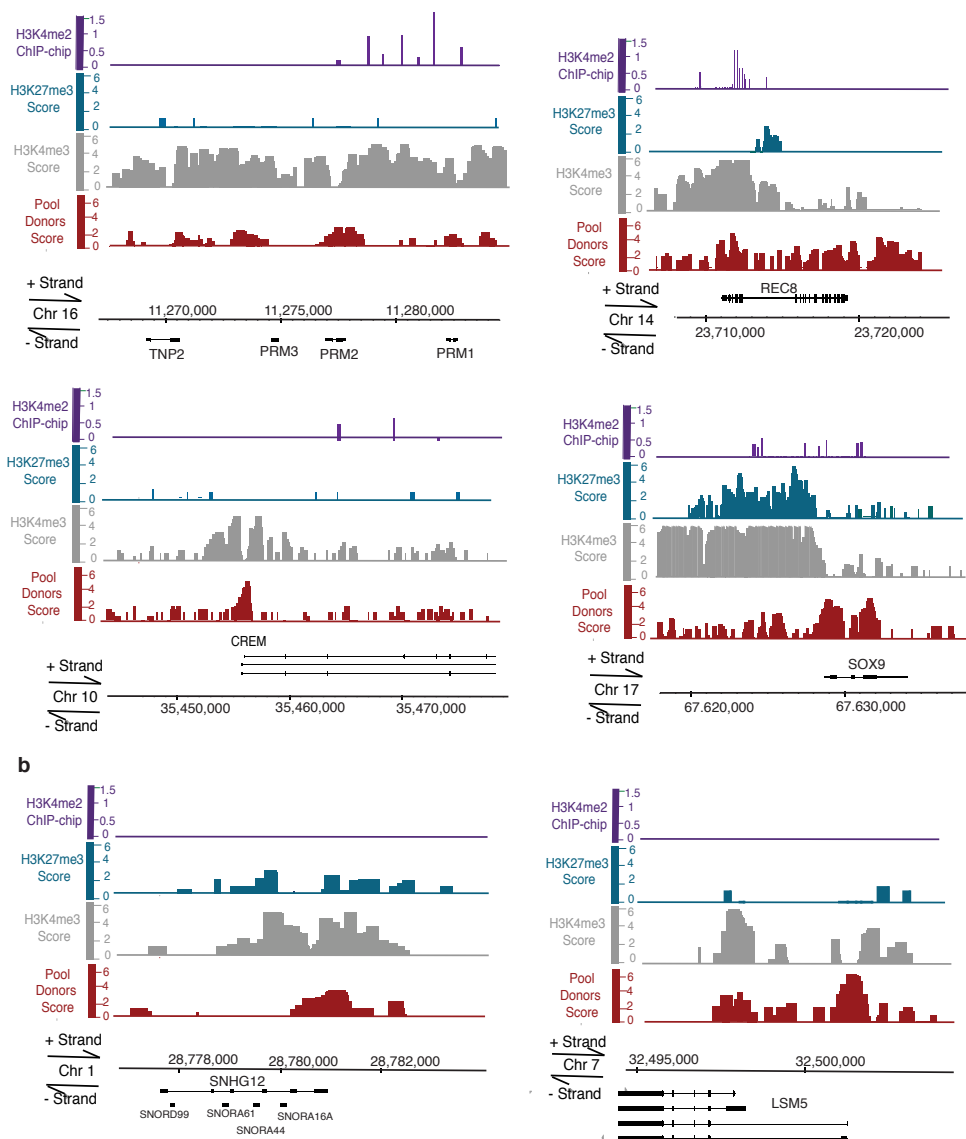 H3K4me2
ChIP-chip
1.5
1
0.5
0
H3K27me3
Score
6
4
2
0
H3K4me3
Score
6
4
2
0
Pool
Donors
Score
6
4
2
0
+ Strand
Chr 16
- Strand
11,270,000 11,275,000 11,280,000
TNP2 PRM3 PRM2 PRM1
H3K4me2
ChIP-chip
1.5
1
0.5
0
H3K27me3
Score
6
4
2
0
H3K4me3
Score
6
4
2
0
Pool
Donors
Score
6
4
2
0
REC8
+ Strand
Chr 14
- Strand
23,710,000 23,720,000
H3K4me2
ChIP-chip
1.5
1
0.5
0
H3K27me3
Score
6
4
2
0
H3K4me3
Score
6
4
2
0
Pool
Donors
Score
6
4
2
0
CREM
+ Strand
Chr 10
- Strand
35,450,000 35,460,000 35,470,000
H3K4me2
ChIP-chip
1.5
1
0.5
0
H3K27me3
Score
6
4
2
0
H3K4me3
Score
6
4
2
0
Pool
Donors
Score
6
4
2
0
SOX9
+ Strand
Chr 17
- Strand
67.620,000 67.630,000
b
H3K4me2
ChIP-chip
1.5
1
0.5
0
H3K27me3
Score
6
4
2
0
H3K4me3
Score
6
4
2
0
Pool
Donors
Score
6
4
2
0
+ Strand
Chr 1
- Strand
28,778,000 28,780,000 28,782,000
SNHG12
SNORD99 SNORA61 SNORA16A
SNORA44
H3K4me2
ChIP-chip
1.5
1
0.5
0
H3K27me3
Score
6
4
2
0
H3K4me3
Score
6
4
2
0
Pool
Donors
Score
6
4
2
0
+ Strand
Chr 7
- Strand
32,495,000 32,500,000
LSM5